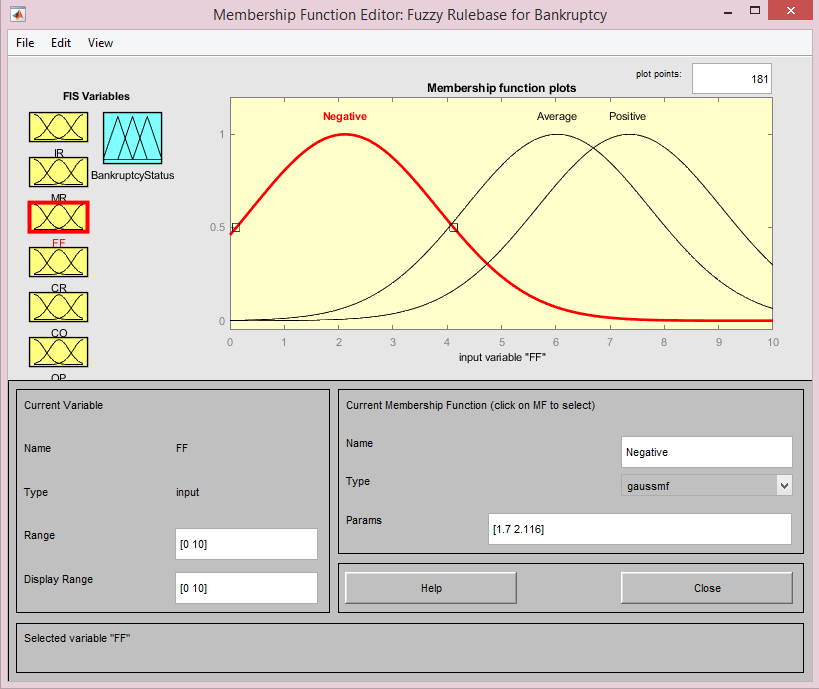 Membership Function Editor: Fuzzy Rulebase for Bankruptcy
File Edit View
FIS Variables
IR
MR
FF
CR
CO
OP
BankruptcyStatus
plot points:
181
Membership function plots
Negative
Average
Positive
1
0.5
0
0 1 2 3 4 5 6 7 8 9 10
input variable "FF"
Current Variable
Name FF
Type input
Range [0 10]
Display Range [0 10]
Current Membership Function (click on MF to select)
Name Negative
Type gaussmf
Params [1.7 2.116]
Help
Close
Selected variable "FF"